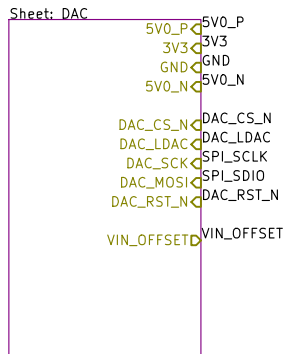 Sheet: DAC
5V0_P 5V0_P
3V3 3V3
GND GND
5V0_N 5V0_N
DAC_CS_N DAC_CS_N
DAC_LDAC DAC_LDAC
DAC_SCK SPI_SCLK
DAC_MOSI SPI_SDIO
DAC_RST_N DAC_RST_N
VIN_OFFSET VIN_OFFSET